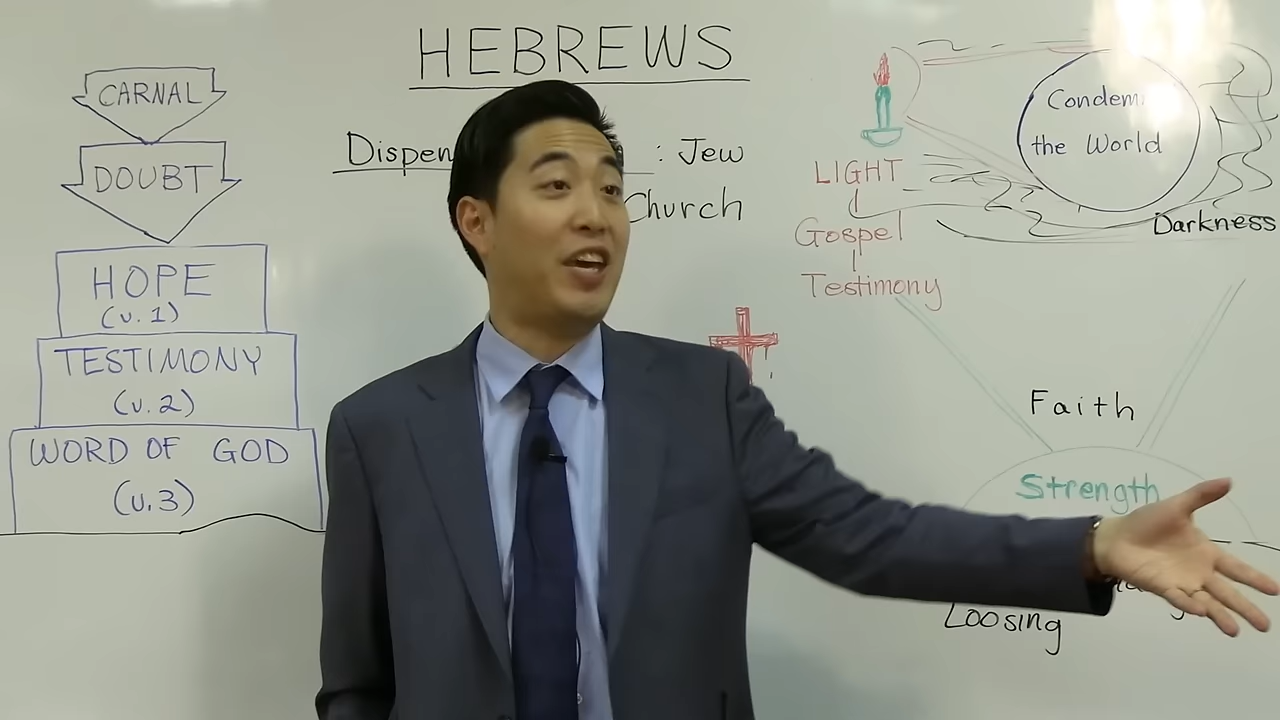 HEBREWS
CARNAL
DOUBT
HOPE
(v. 1)
TESTIMONY
(v. 2)
WORD OF GOD
(v. 3)
: Jew
Church
LIGHT
Gospel
Testimony
Condem
the World
Darkness
Faith
Strength
Loosing